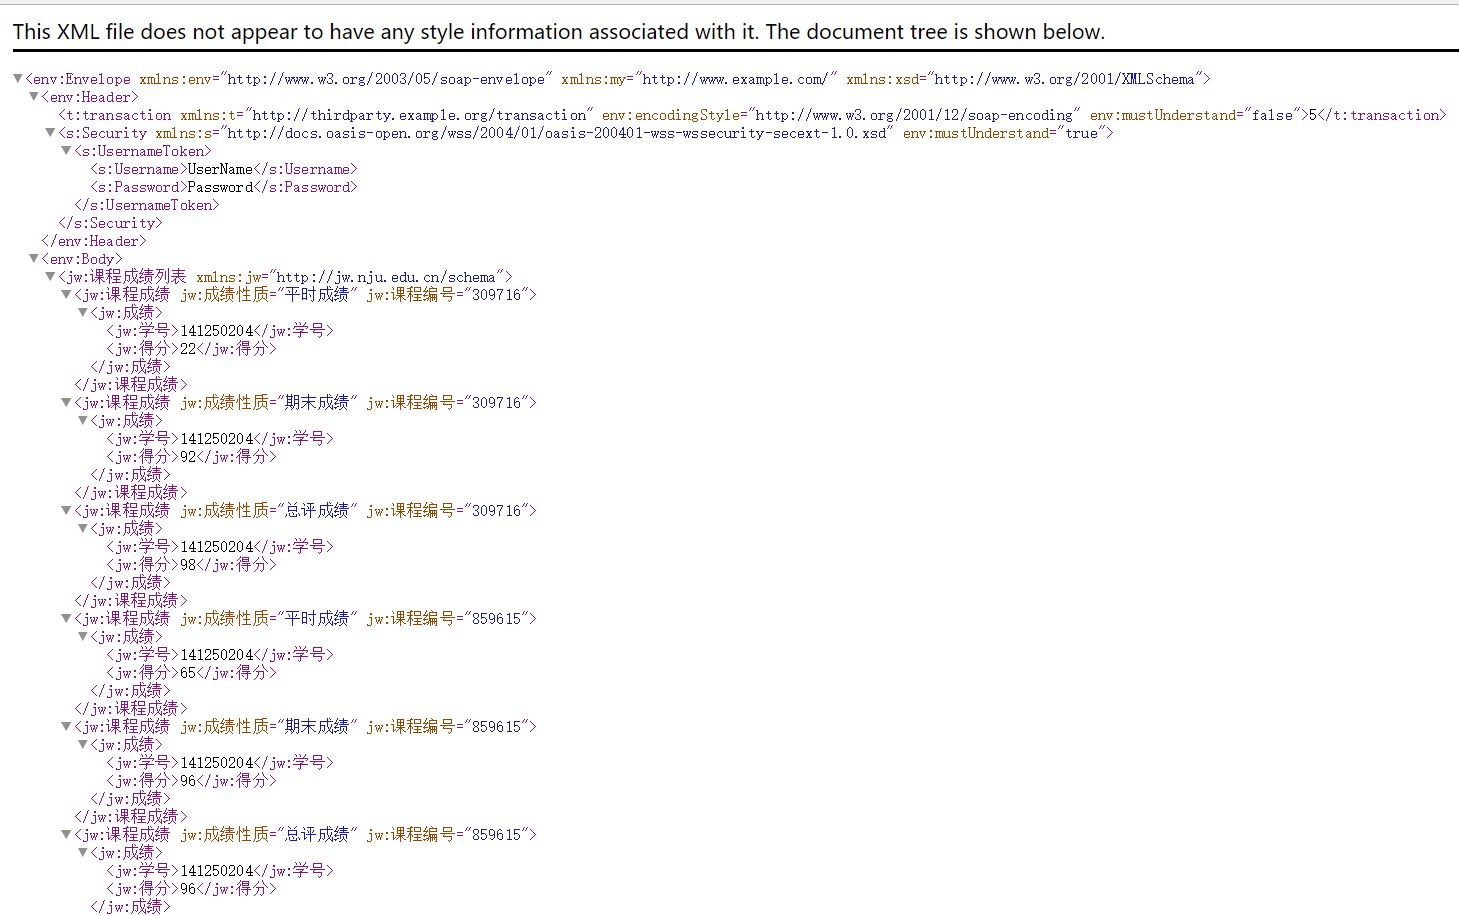 This XML file does not appear to have any style information associated with it. The document tree is shown below.
▼<env:Envelope xmlns:env="http://www.w3.org/2003/05/soap-envelope" xmlns:my="http://www.example.com/" xmlns:xsd="http://www.w3.org/2001/XMLSchema">
▼<env:Header>
<t:transaction xmlns:t="http://thirdparty.example.org/transaction" env:encodingStyle="http://www.w3.org/2001/12/soap-encoding" env:mustUnderstand="false">5</t:transaction>
▼<s:Security xmlns:s="http://docs.oasis-open.org/wss/2004/01/oasis-200401-wss-wssecurity-secext-1.0.xsd" env:mustUnderstand="true">
▼<s:UsernameToken>
<s:Username>UserName</s:Username>
<s:Password>Password</s:Password>
</s:UsernameToken>
</s:Security>
</env:Header>
▼<env:Body>
▼<jw:课程成绩列表 xmlns:jw="http://jw.nju.edu.cn/schema">
▼<jw:课程成绩 jw:成绩性质="平时成绩" jw:课程编号="309716">
▼<jw:成绩>
<jw:学号>141250204</jw:学号>
<jw:得分>22</jw:得分>
</jw:成绩>
</jw:课程成绩>
▼<jw:课程成绩 jw:成绩性质="期末成绩" jw:课程编号="309716">
▼<jw:成绩>
<jw:学号>141250204</jw:学号>
<jw:得分>92</jw:得分>
</jw:成绩>
</jw:课程成绩>
▼<jw:课程成绩 jw:成绩性质="总评成绩" jw:课程编号="309716">
▼<jw:成绩>
<jw:学号>141250204</jw:学号>
<jw:得分>98</jw:得分>
</jw:成绩>
</jw:课程成绩>
▼<jw:课程成绩 jw:成绩性质="平时成绩" jw:课程编号="859615">
▼<jw:成绩>
<jw:学号>141250204</jw:学号>
<jw:得分>65</jw:得分>
</jw:成绩>
</jw:课程成绩>
▼<jw:课程成绩 jw:成绩性质="期末成绩" jw:课程编号="859615">
▼<jw:成绩>
<jw:学号>141250204</jw:学号>
<jw:得分>96</jw:得分>
</jw:成绩>
</jw:课程成绩>
▼<jw:课程成绩 jw:成绩性质="总评成绩" jw:课程编号="859615">
▼<jw:成绩>
<jw:学号>141250204</jw:学号>
<jw:得分>96</jw:得分>
</jw:成绩>